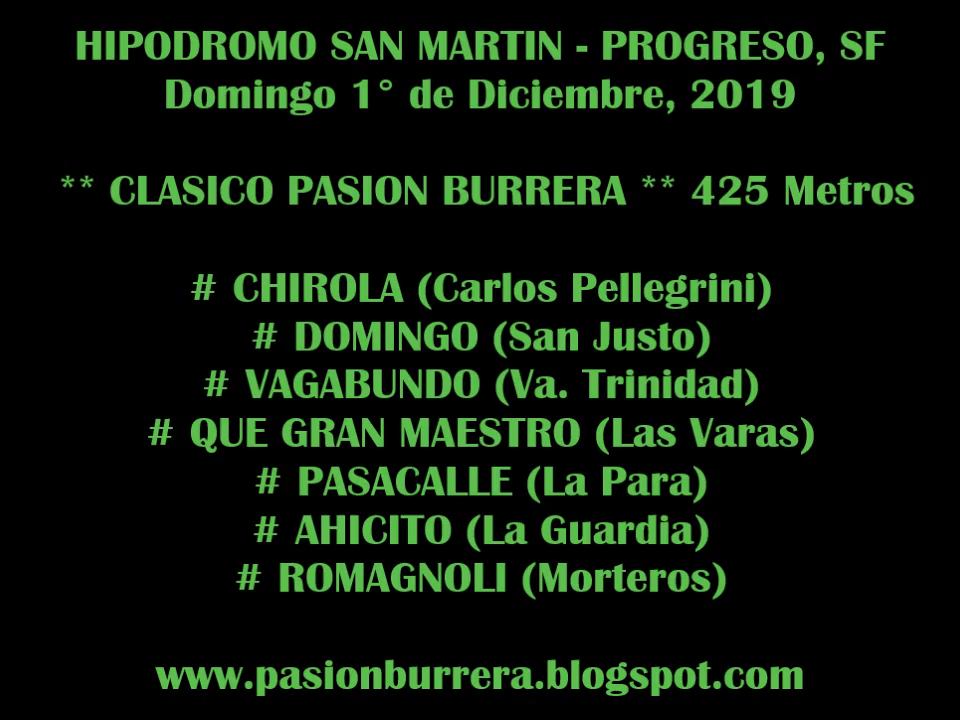 HIPODROMO SAN MARTIN - PROGRESO, SF
Domingo 1° de Diciembre, 2019
** CLASICO PASION BURRERA ** 425 Metros
# CHIROLA (Carlos Pellegrini)
# DOMINGO (San Justo)
# VAGABUNDO (Va. Trinidad)
# QUE GRAN MAESTRO (Las Varas)
# PASACALLE (La Para)
# AHICITO (La Guardia)
# ROMAGNOLI (Morteros)
www.pasionburrera.blogspot.com